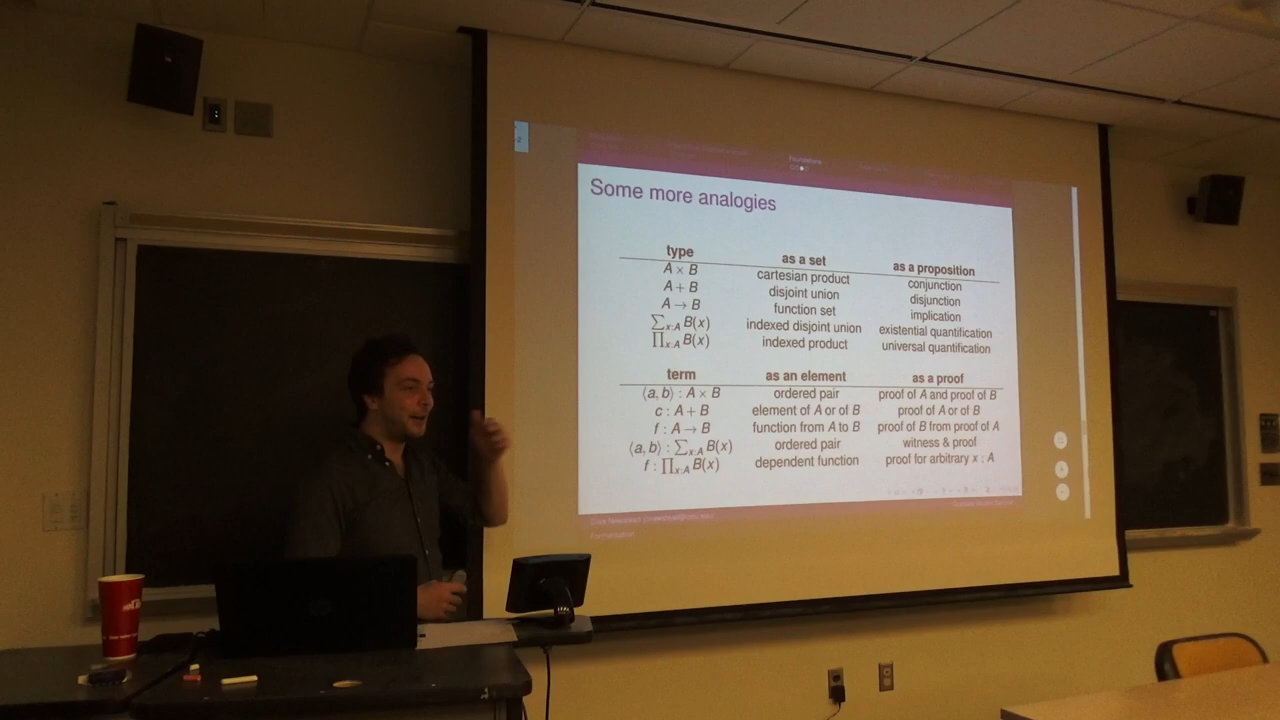 Foundations
Some more analogies
type as a set as a proposition
A × B cartesian product conjunction
A + B disjoint union disjunction
A → B function set implication
∑x:A B(x) indexed disjoint union existential quantification
∏x:A B(x) indexed product universal quantification
term as an element as a proof
⟨a, b⟩ : A × B ordered pair proof of A and proof of B
c : A + B element of A or of B proof of A or of B
f : A → B function from A to B proof of B from proof of A
⟨a, b⟩ : ∑x:A B(x) ordered pair witness & proof
f : ∏x:A B(x) dependent function proof for arbitrary x : A
Formalisation